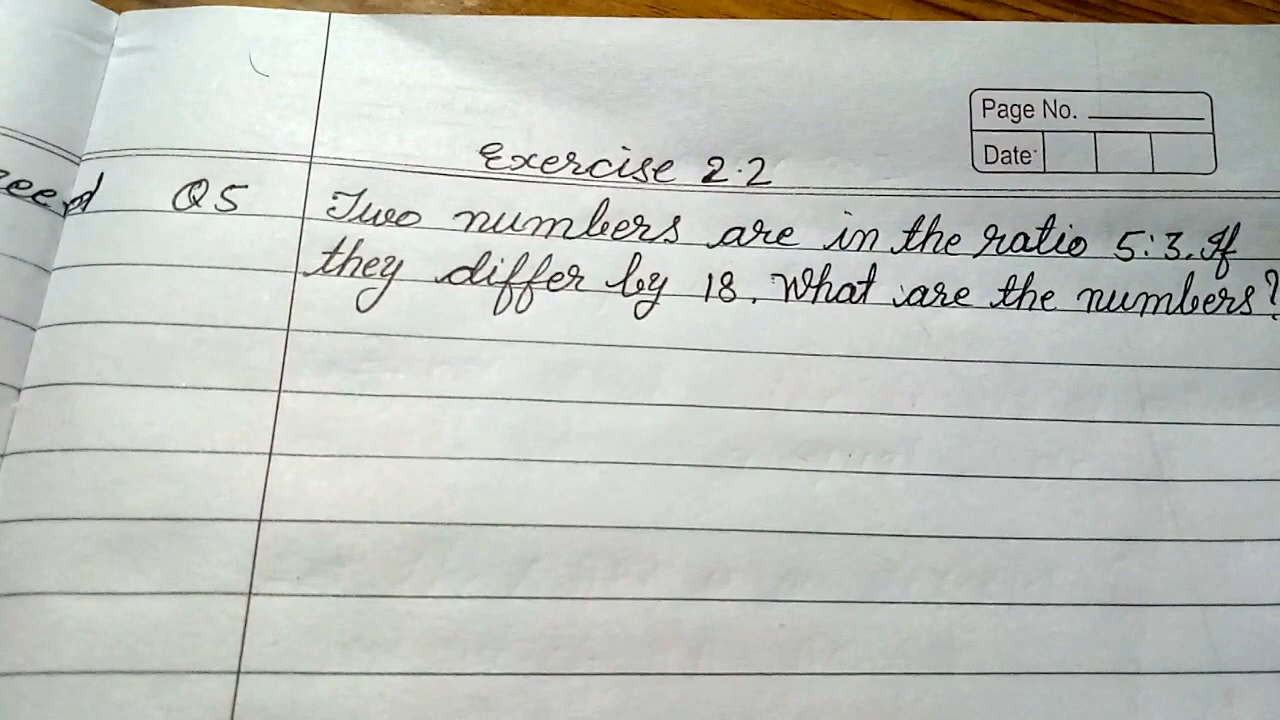 Page No.
Date
Exercise 2.2
Q5 Two numbers are in the ratio 5:3. If
they differ by 18. What are the numbers?